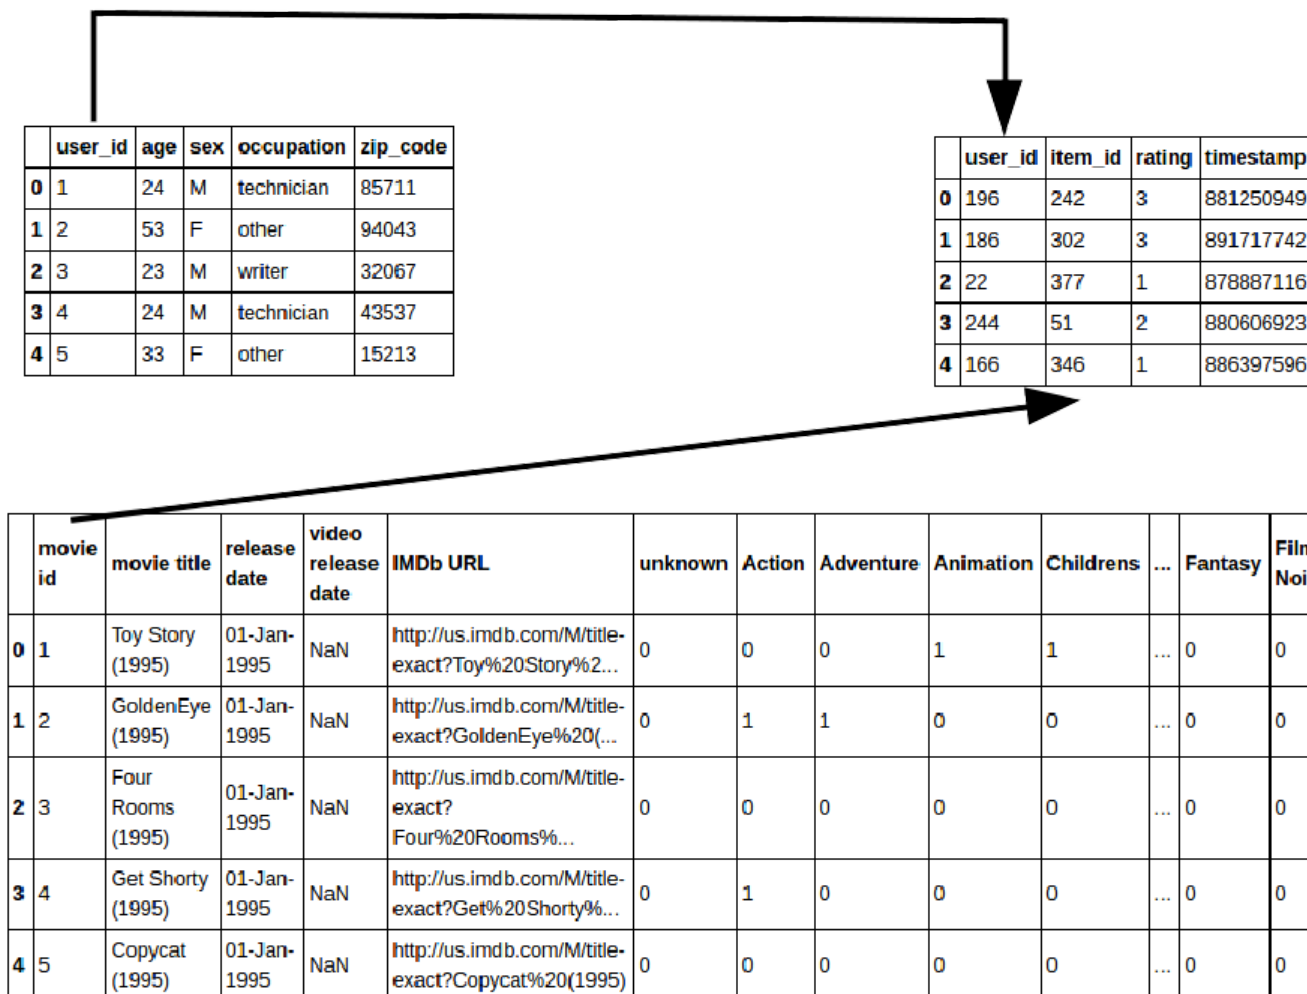 user_id age sex occupation zip_code
0 1 24 M technician 85711
1 2 53 F other 94043
2 3 23 M writer 32067
3 4 24 M technician 43537
4 5 33 F other 15213
user_id item_id rating timestamp
0 196 242 3 881250949
1 186 302 3 891717742
2 22 377 1 878887116
3 244 51 2 880606923
4 166 346 1 886397596
movie id movie title release date video release date IMDb URL unknown Action Adventure Animation Childrens ... Fantasy
0 1 Toy Story (1995) 01-Jan-1995 NaN http://us.imdb.com/M/title-exact?Toy%20Story%2... 0 0 0 1 1 ... 0 0
1 2 GoldenEye (1995) 01-Jan-1995 NaN http://us.imdb.com/M/title-exact?GoldenEye%20(... 0 1 1 0 0 ... 0 0
2 3 Four Rooms (1995) 01-Jan-1995 NaN http://us.imdb.com/M/title-exact?Four%20Rooms%... 0 0 0 0 0 ... 0 0
3 4 Get Shorty (1995) 01-Jan-1995 NaN http://us.imdb.com/M/title-exact?Get%20Shorty%... 0 1 0 0 0 ... 0 0
4 5 Copycat (1995) 01-Jan-1995 NaN http://us.imdb.com/M/title-exact?Copycat%20(1995) 0 0 0 0 0 ... 0 0